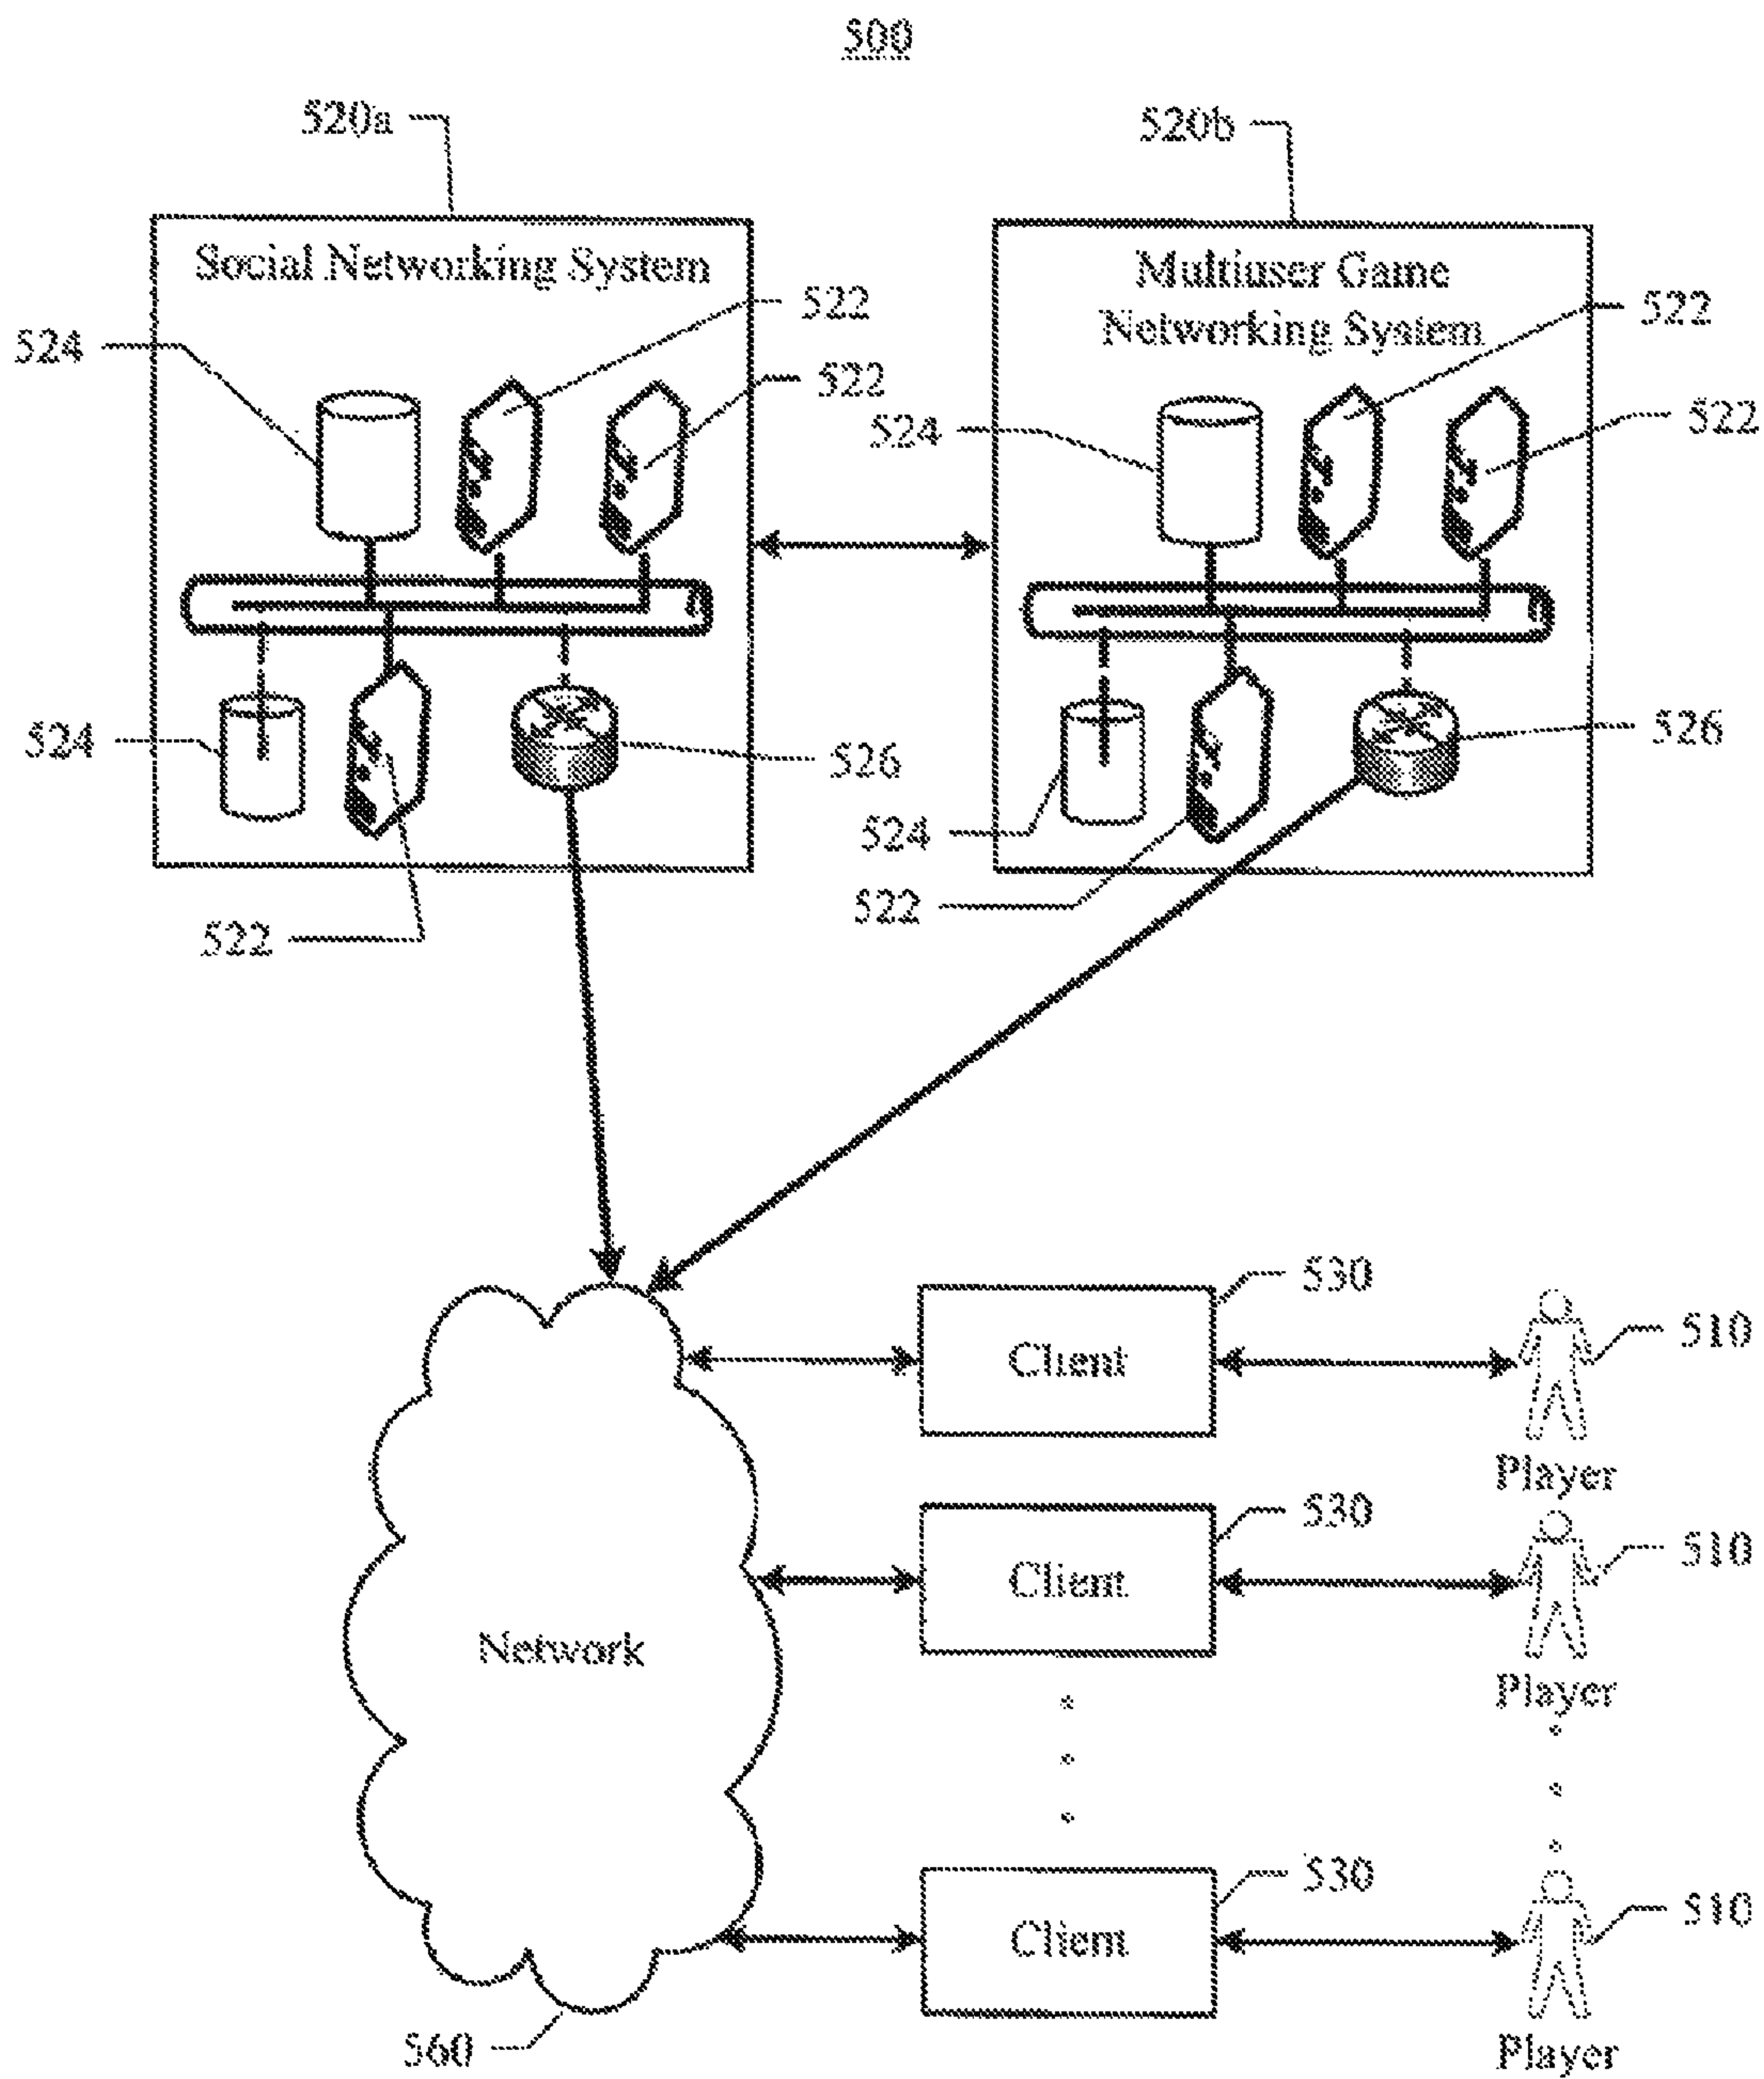 500
520a
520b
Social Networking System
Multiuser Game
Networking System
522
522
524
522
522
524
524
526
526
524
522
522
530
Client
510
Player
530
Client
510
Player
Network
530
Client
510
Player
560